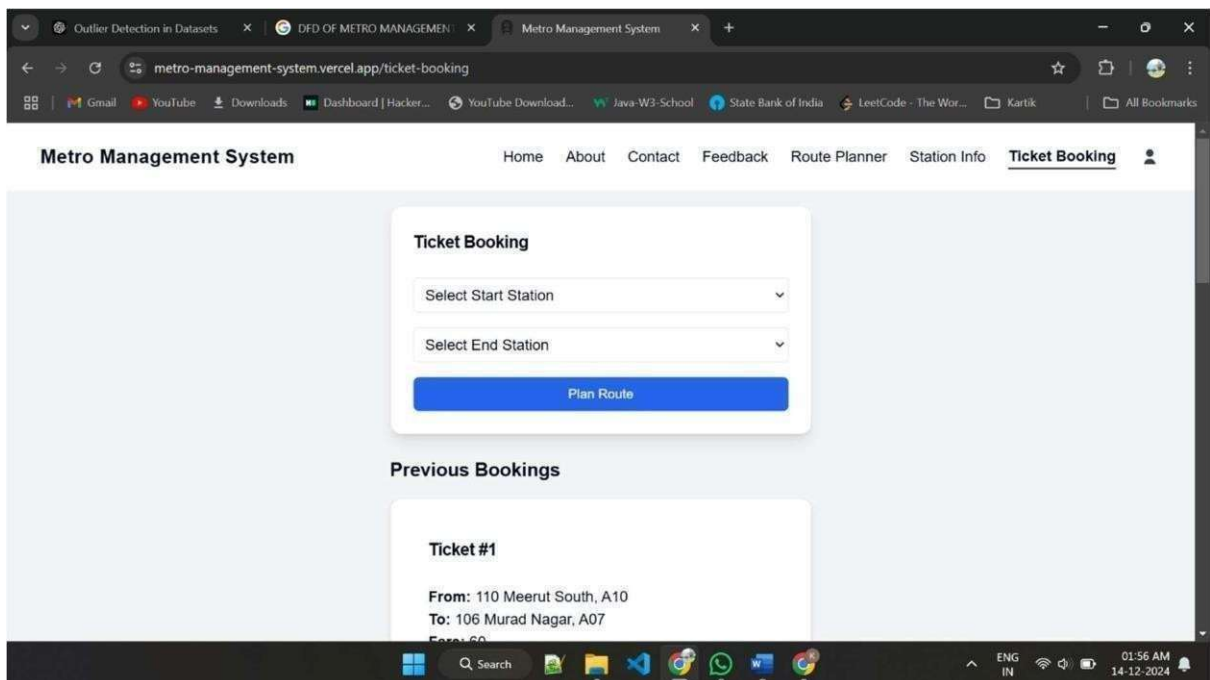 Outlier Detection in Datasets DFD OF METRO MANAGEMENT Metro Management System
metro-management-system.vercel.app/ticket-booking
Gmail YouTube Downloads Dashboard | Hacker... YouTube Download... Java-W3-School State Bank of India LeetCode - The Wor... Kartik All Bookmarks
Metro Management System Home About Contact Feedback Route Planner Station Info Ticket Booking
Ticket Booking
Select Start Station
Select End Station
Plan Route
Previous Bookings
Ticket #1
From: 110 Meerut South, A10
To: 106 Murad Nagar, A07
Fare: 60
Search ENG 01:56 AM
IN 14-12-2024